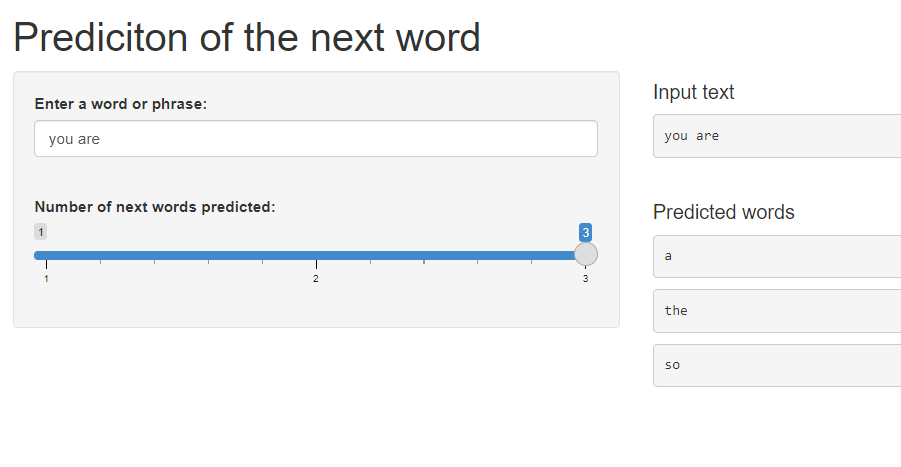 Prediciton of the next word
Enter a word or phrase:
you are
Number of next words predicted:
1
3
1
2
3
Input text
you are
Predicted words
a
the
so